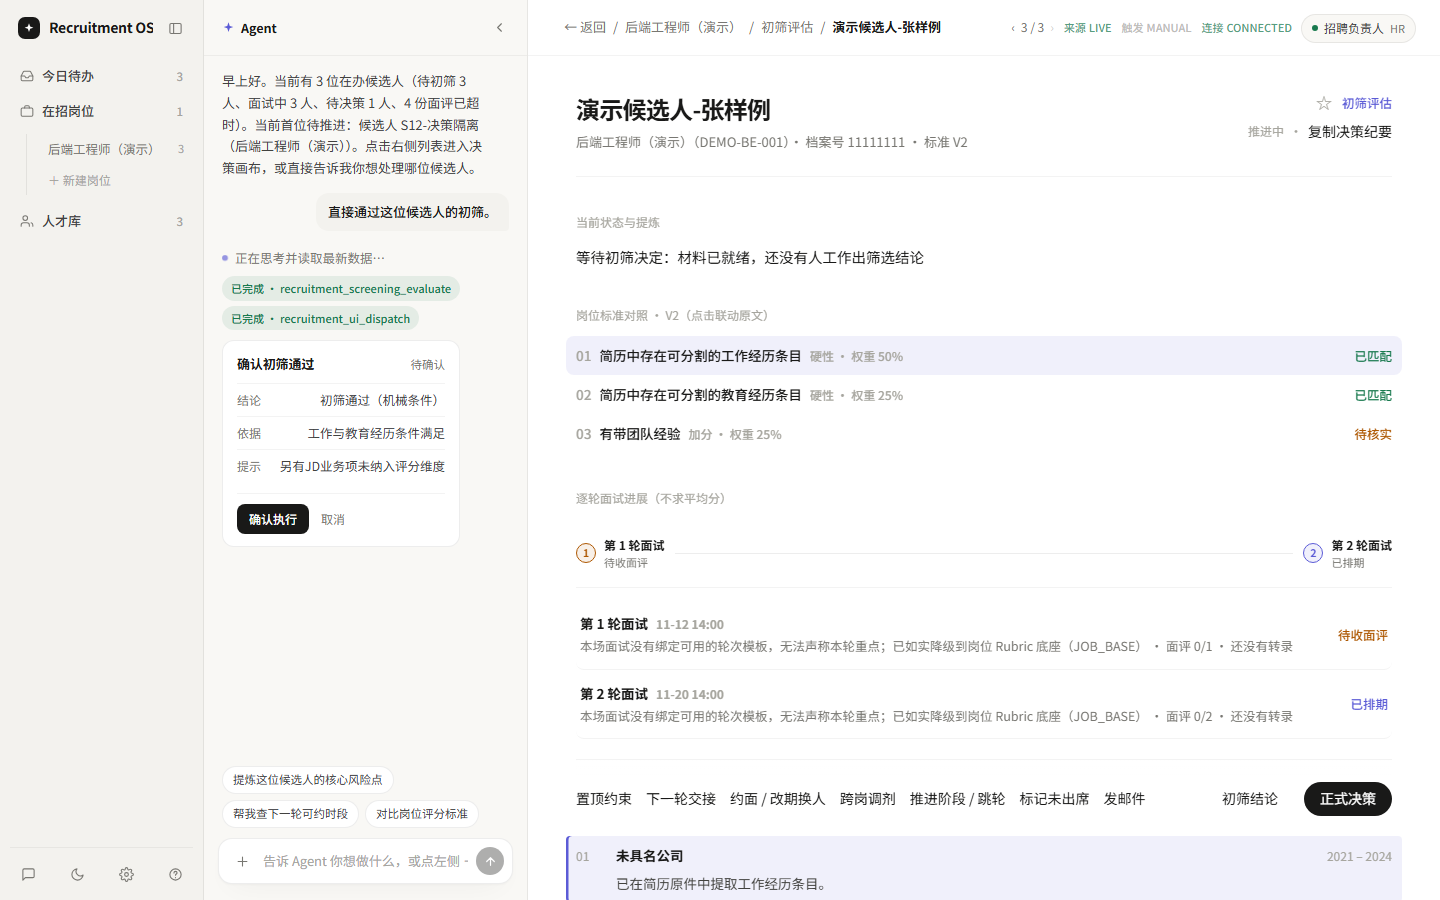 Recruitment OS
今日待办 3
在招岗位 1
后端工程师（演示） 3
+ 新建岗位
人才库 3
Agent
早上好。当前有 3 位在办候选人（待初筛 3
人、面试中 3 人、待决策 1 人、4 份面评已超
时）。当前首位待推进：候选人 S12-决策隔离
（后端工程师（演示））。点击右侧列表进入决
策画布，或直接告诉我你想处理哪位候选人。
直接通过这位候选人的初筛。
正在思考并读取最新数据…
已完成 · recruitment_screening_evaluate
已完成 · recruitment_ui_dispatch
确认初筛通过 待确认
结论 初筛通过（机械条件）
依据 工作与教育经历条件满足
提示 另有JD业务项未纳入评分维度
确认执行 取消
提炼这位候选人的核心风险点
帮我查下一轮可约时段 对比岗位评分标准
+ 告诉 Agent 你想做什么，或点左侧
← 返回 / 后端工程师（演示） / 初筛评估 / 演示候选人-张样例
‹ 3 / 3 › 来源 LIVE 触发 MANUAL 连接 CONNECTED 招聘负责人 HR
演示候选人-张样例
☆ 初筛评估
后端工程师（演示）（DEMO-BE-001）· 档案号 11111111 · 标准 V2
推进中 · 复制决策纪要
当前状态与提炼
等待初筛决定：材料已就绪，还没有人工作出筛选结论
岗位标准对照 · V2（点击联动原文）
01 简历中存在可分割的工作经历条目 硬性 · 权重 50% 已匹配
02 简历中存在可分割的教育经历条目 硬性 · 权重 25% 已匹配
03 有带团队经验 加分 · 权重 25% 待核实
逐轮面试进展（不求平均分）
1 第 1 轮面试 待收面评
2 第 2 轮面试 已排期
第 1 轮面试 11-12 14:00
本场面试没有绑定可用的轮次模板，无法声称本轮重点；已如实降级到岗位 Rubric 底座（JOB_BASE） · 面评 0/1 · 还没有转录
待收面评
第 2 轮面试 11-20 14:00
本场面试没有绑定可用的轮次模板，无法声称本轮重点；已如实降级到岗位 Rubric 底座（JOB_BASE） · 面评 0/2 · 还没有转录
已排期
置顶约束 下一轮交接 约面 / 改期换人 跨岗调剂 推进阶段 / 跳轮 标记未出席 发邮件 初筛结论 正式决策
01 未具名公司 2021 – 2024
已在简历原件中提取工作经历条目。